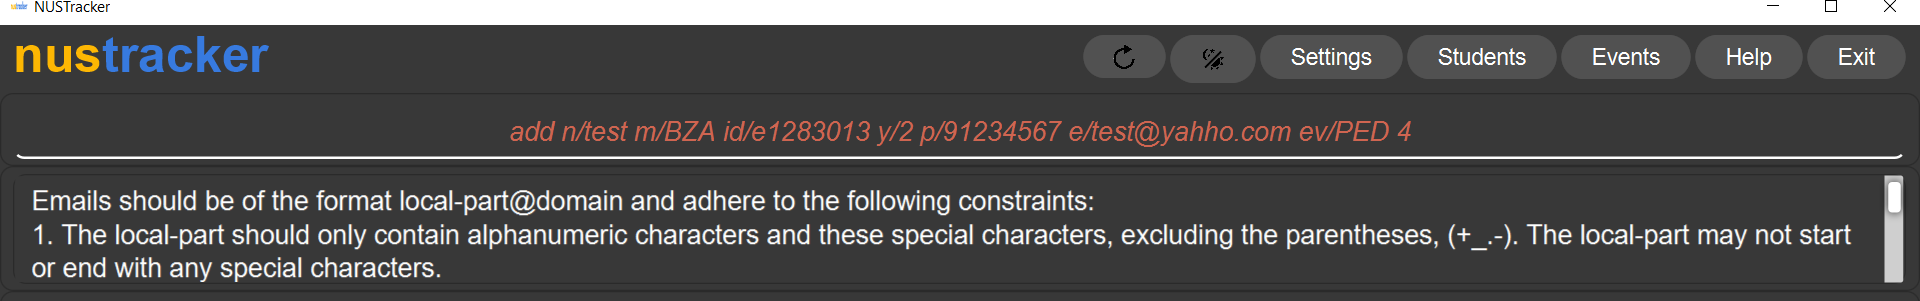 NUSTracker
nustracker
Settings Students Events Help Exit
add n/test m/BZA id/e1283013 y/2 p/91234567 e/test@yahho.com ev/PED 4
Emails should be of the format local-part@domain and adhere to the following constraints:
1. The local-part should only contain alphanumeric characters and these special characters, excluding the parentheses, (+_.-). The local-part may not start
or end with any special characters.